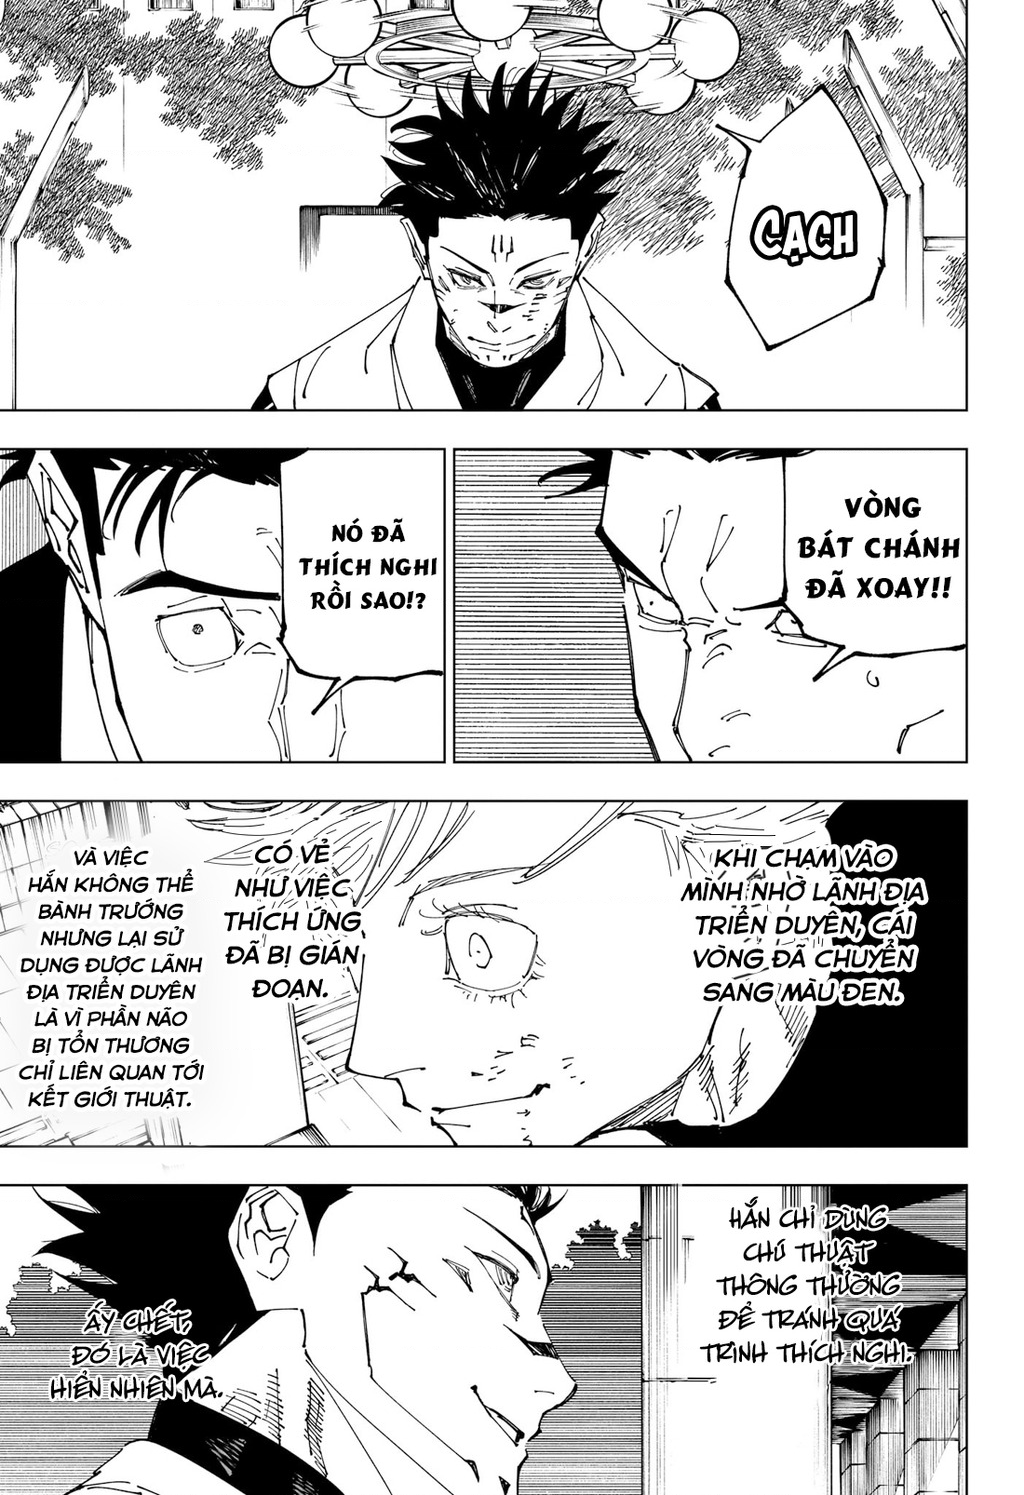 CẠCH
VÒNG
BÁT CHÁNH
ĐÃ XOAY!!
NÓ ĐÃ
THÍCH NGHI
RỒI SAO!?
KHI CHẠM VÀO
MÌNH NHỜ LÃNH ĐỊA
TRIỂN DUYÊN, CÁI
VÒNG ĐÃ CHUYỂN
SANG MÀU ĐEN.
CÓ VẺ
NHƯ VIỆC
THÍCH ỨNG
ĐÃ BỊ GIÁN
ĐOẠN.
VÀ VIỆC
HẮN KHÔNG THỂ
BÀNH TRƯỚNG
NHƯNG LẠI SỬ
DỤNG ĐƯỢC LÃNH
ĐỊA TRIỂN DUYÊN
LÀ VÌ PHẦN NÃO
BỊ TỔN THƯƠNG
CHỈ LIÊN QUAN TỚI
KẾT GIỚI THUẬT.
HẮN CHỈ DÙNG
CHÚ THUẬT
THÔNG THƯỜNG
ĐỂ TRÁNH QUÁ
TRÌNH THÍCH NGHI.
ẤY CHẾT,
ĐÓ LÀ VIỆC
HIỂN NHIÊN MÀ.